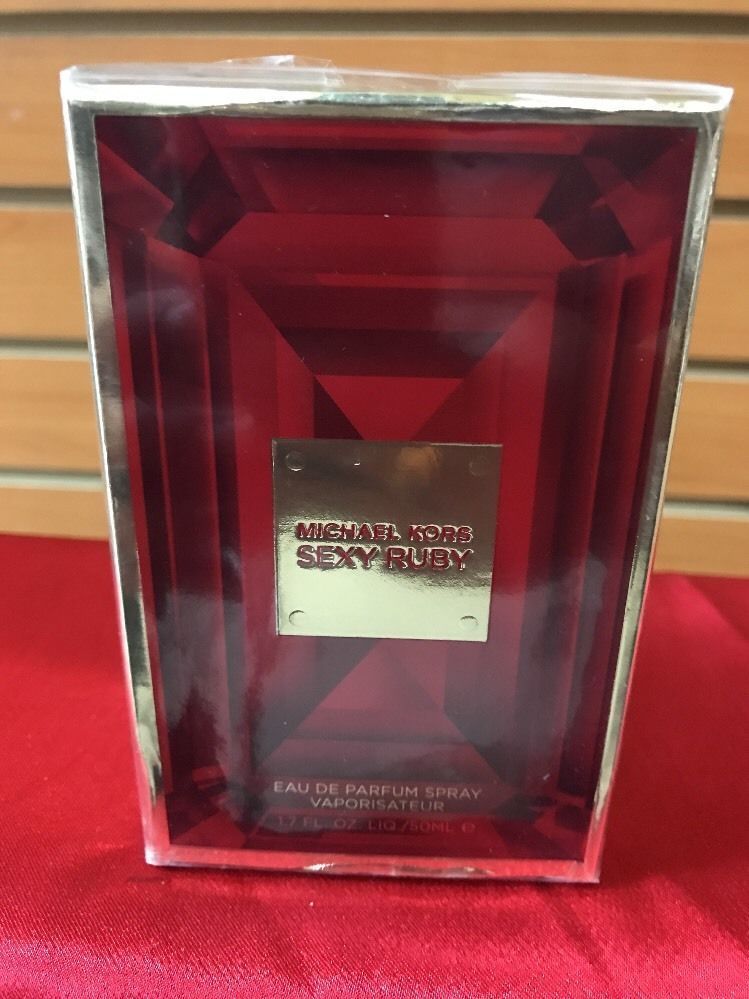 MICHAEL KORS
SEXY RUBY
EAU DE PARFUM SPRAY
VAPORISATEUR
1.7 FL. OZ. LIQ./50ML e